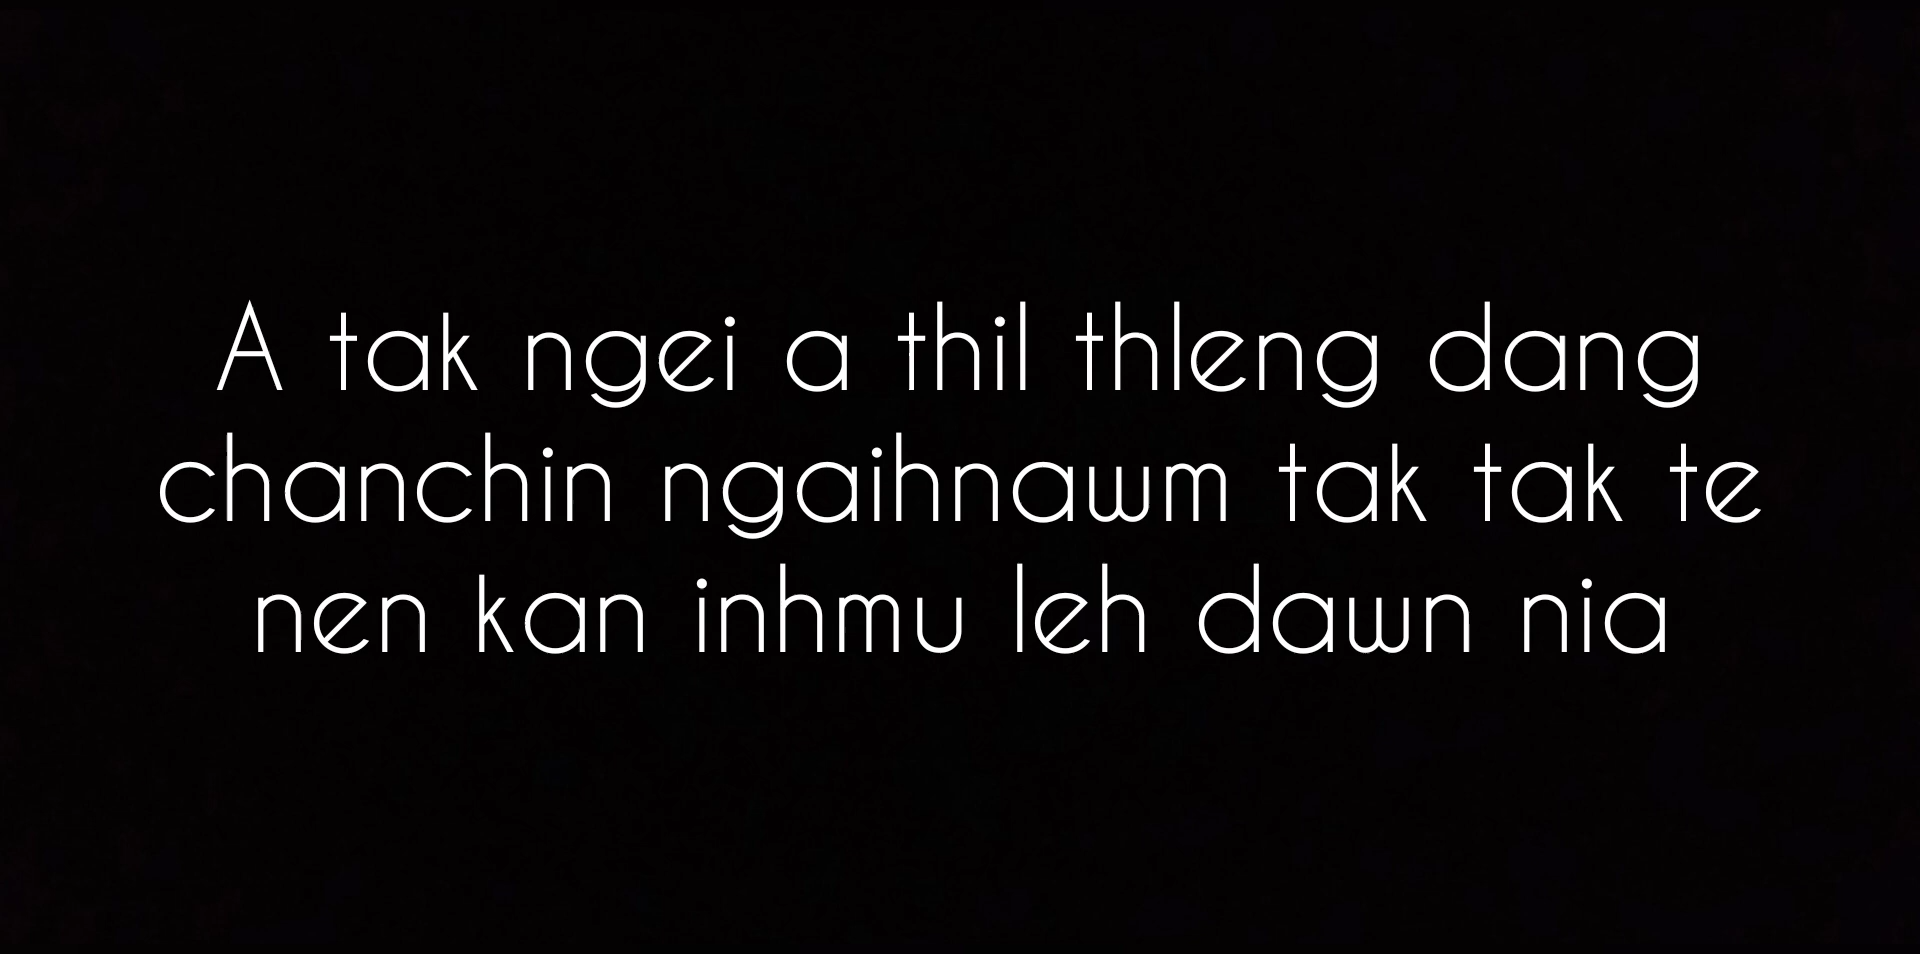 A tak ngei a thil thleng dang
chanchin ngaihnawm tak tak te
nen kan inhmu leh dawn nia